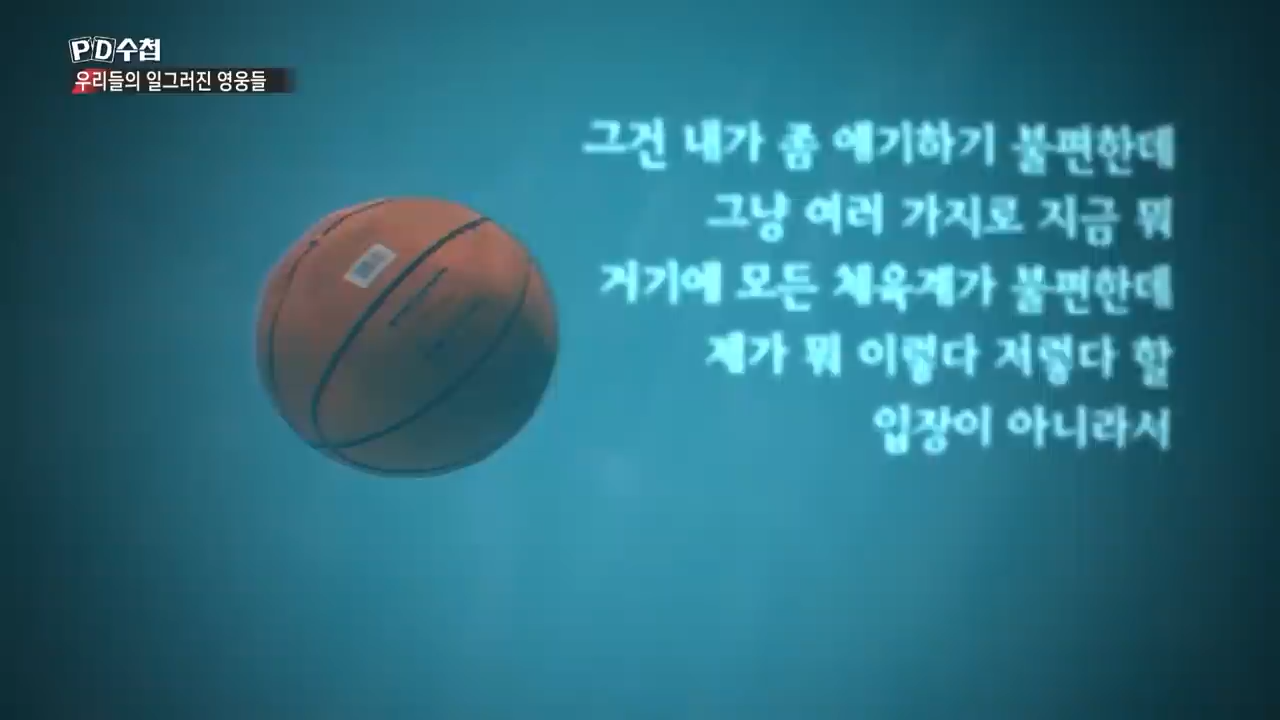 PD수첩
우리들의 일그러진 영웅들
그건 내가 좀 얘기하기 불편한데
그냥 여러 가지로 지금 뭐
거기에 모든 체육계가 불편한데
제가 뭐 이렇다 저렇다 할
입장이 아니라서